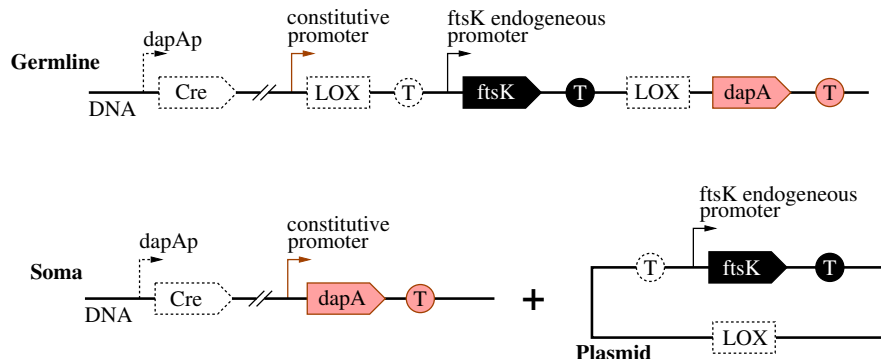 constitutive
promoter
ftsK endogeneous
promoter
dapAp
Germline
Cre
LOX
T
ftsK
T
LOX
dapA
T
DNA
ftsK endogeneous
promoter
constitutive
promoter
dapAp
Soma
T
ftsK
T
Cre
dapA
T
+
DNA
LOX
Plasmid